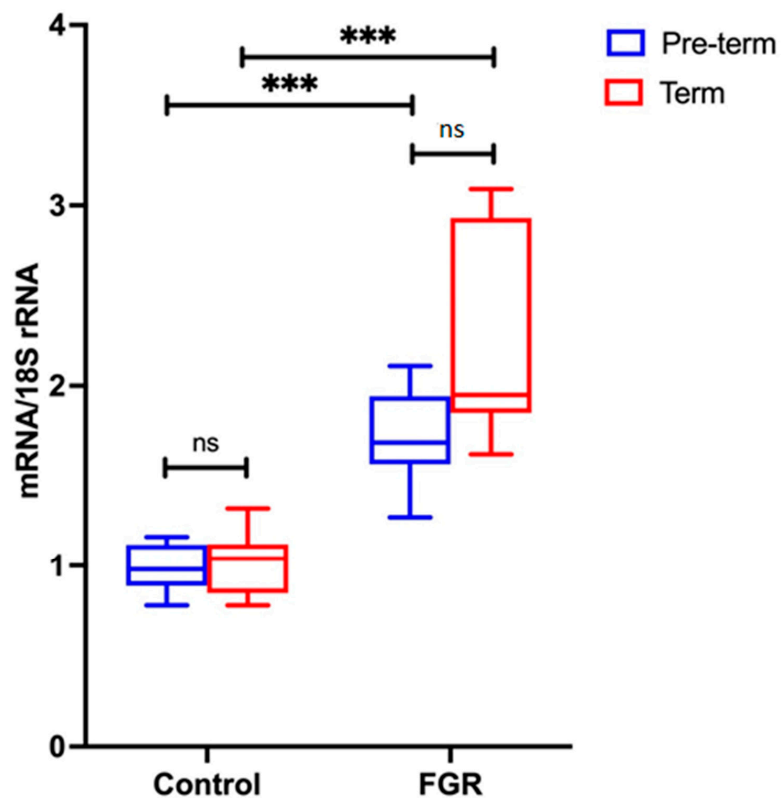 4
***
Pre-term
***
Term
ns
3
mRNA/18S rRNA
2
ns
1
0
Control
FGR